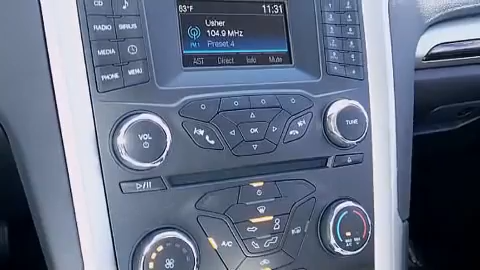 CD
83°F
11:31
RADIO
SIRIUS
Usher
104.9 MHz
FM 1
Preset 4
MEDIA
PHONE
MENU
AST Direct Info Mute
VOL
OK
TUNE
A/C